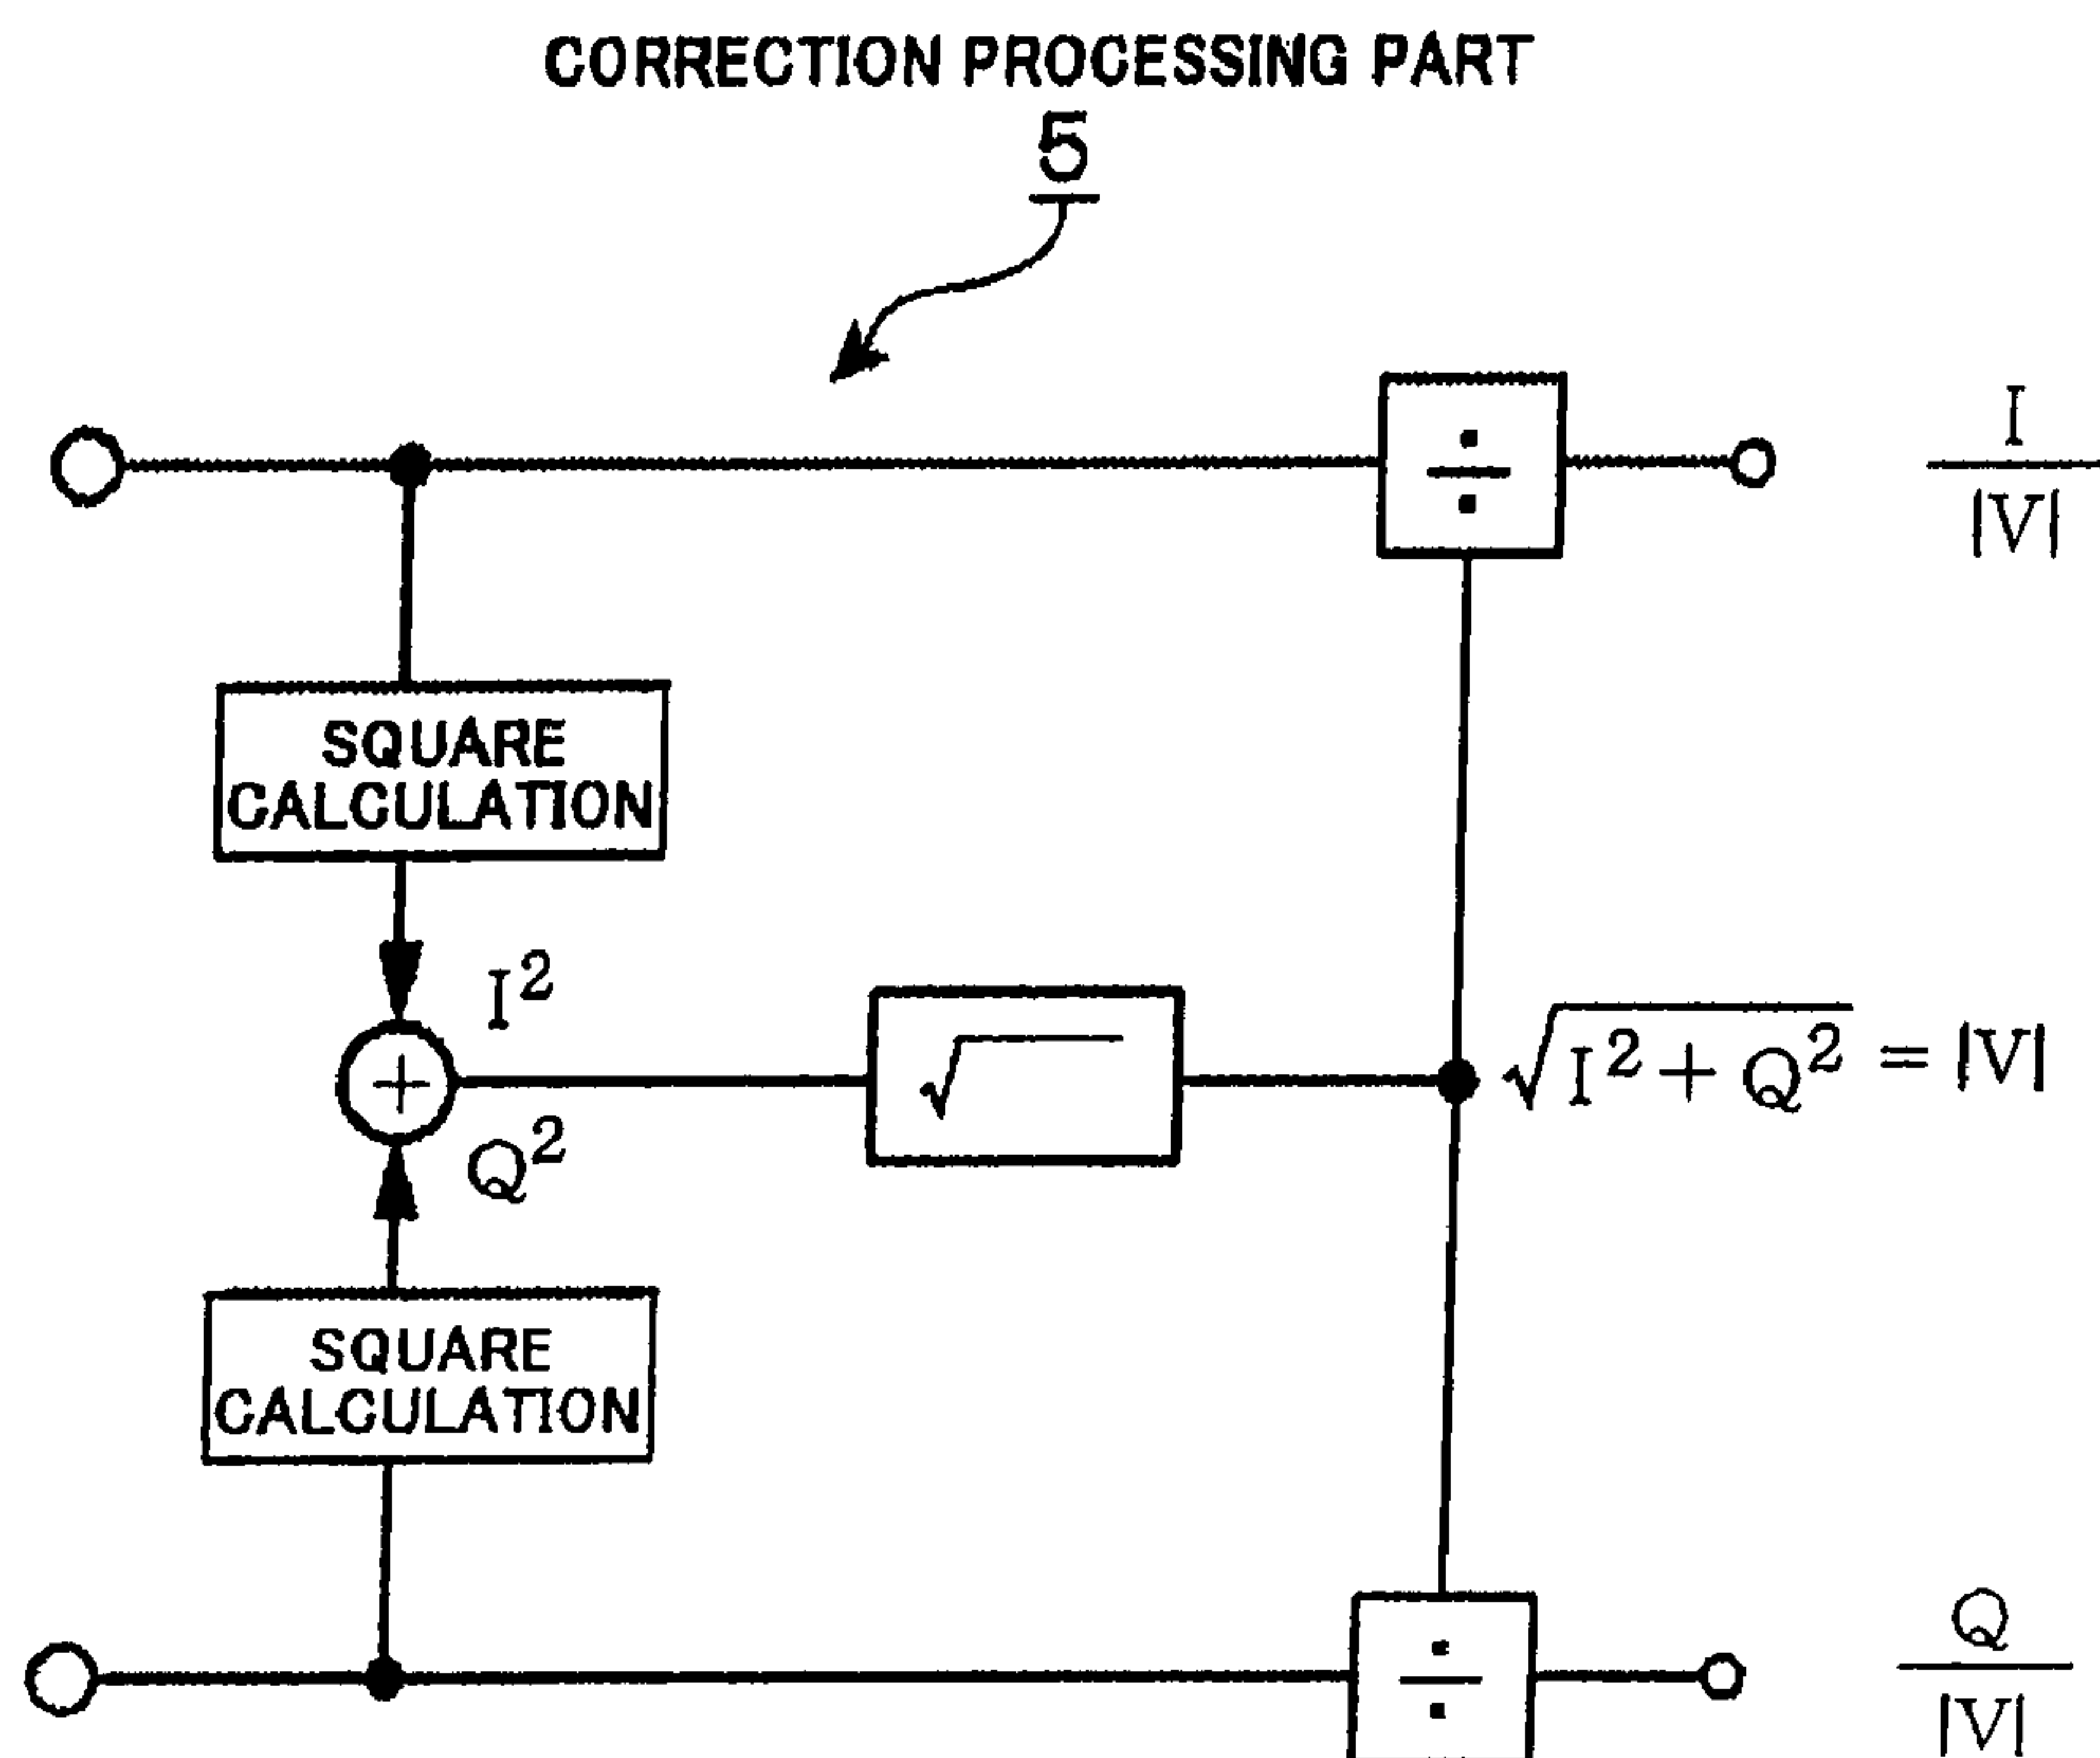 CORRECTION PROCESSING PART
5
÷
I
|V|
SQUARE
CALCULATION
I²
+
√
√I² + Q² = |V|
Q²
SQUARE
CALCULATION
÷
Q
|V|